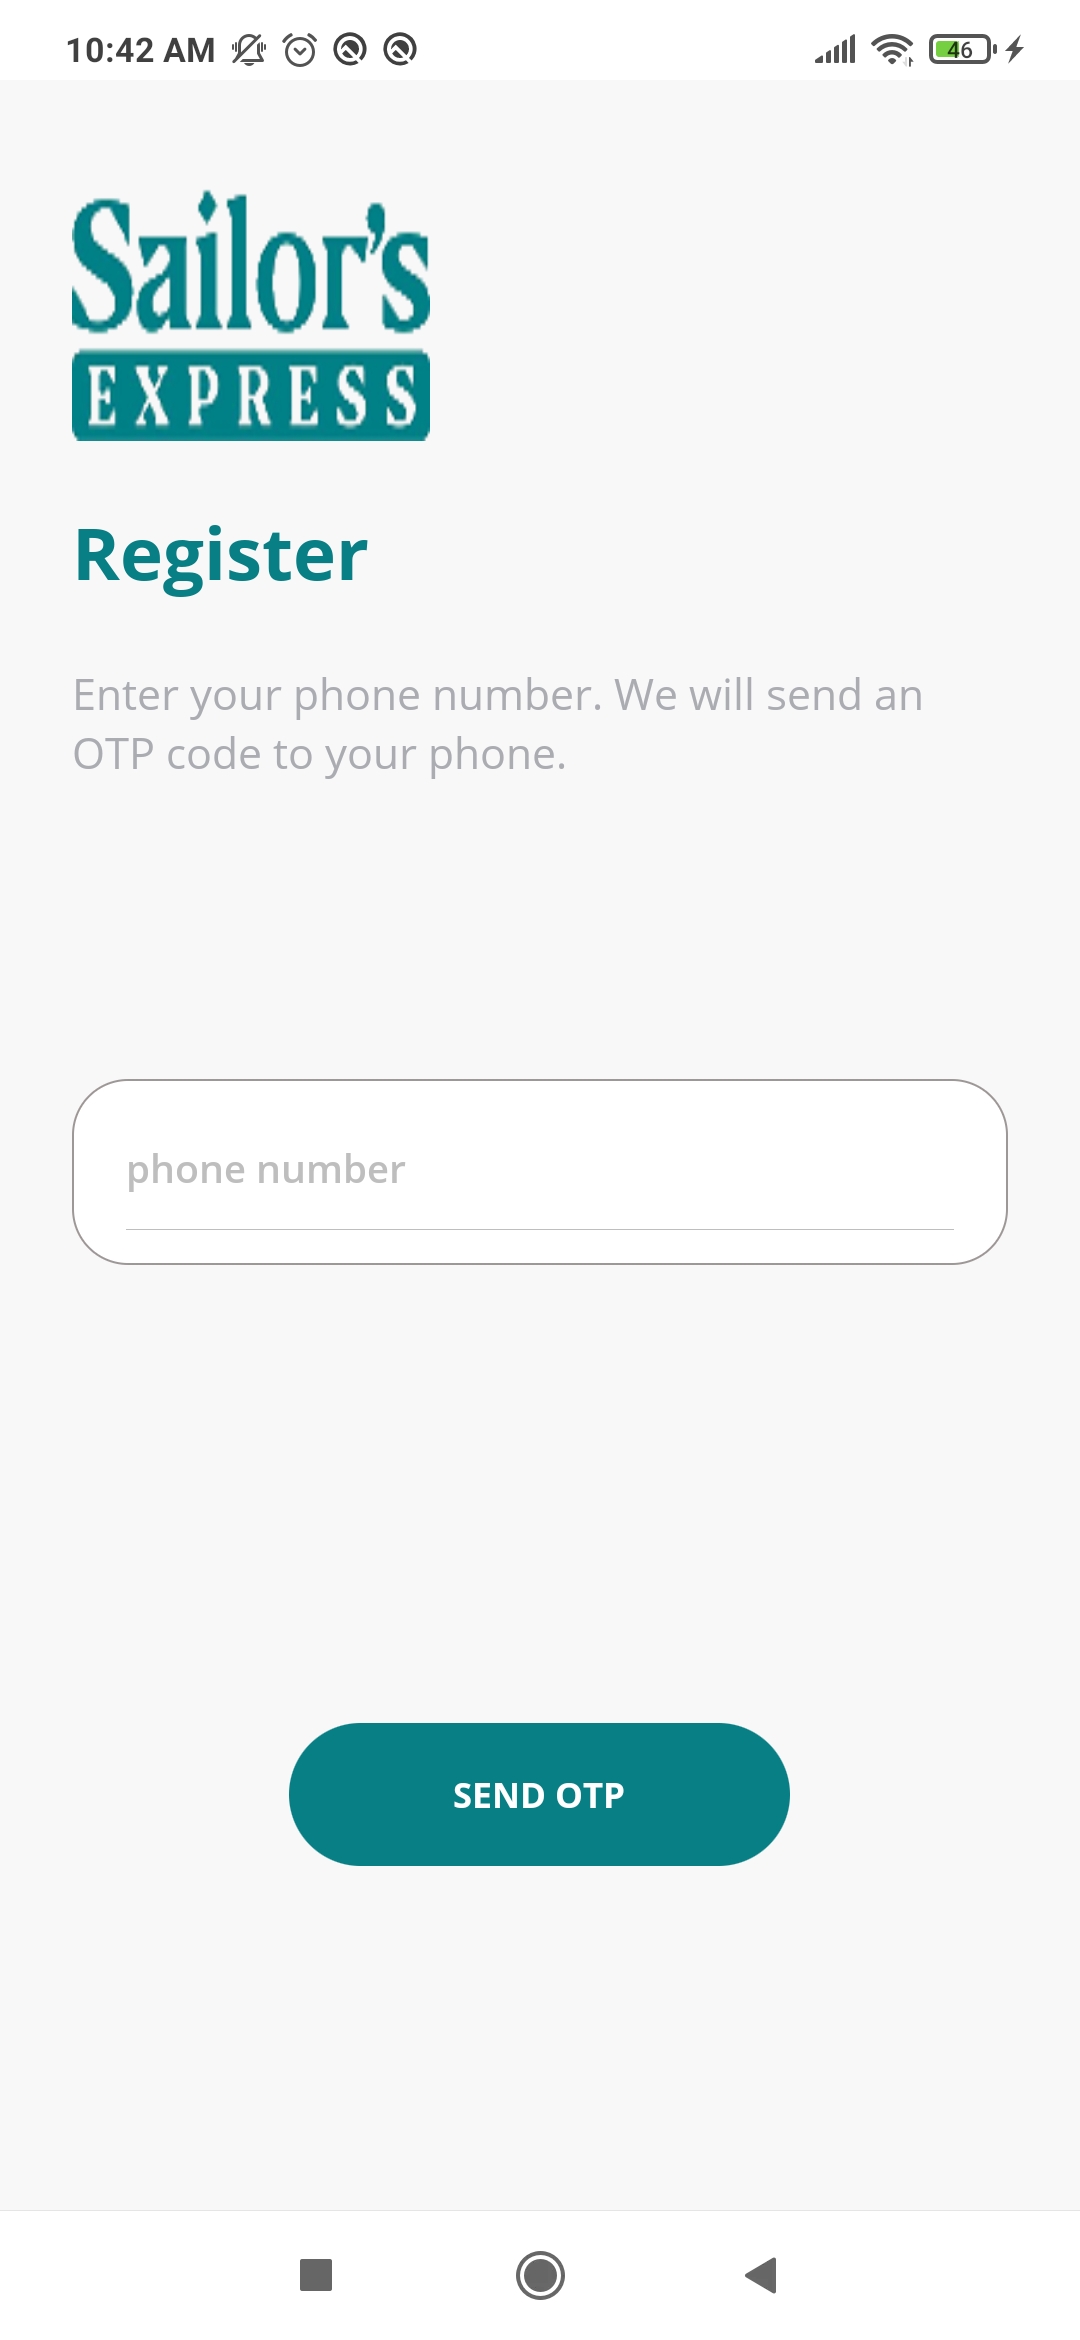 10:42 AM
46
Sailor's
EXPRESS
Register
Enter your phone number. We will send an
OTP code to your phone.
phone number
SEND OTP